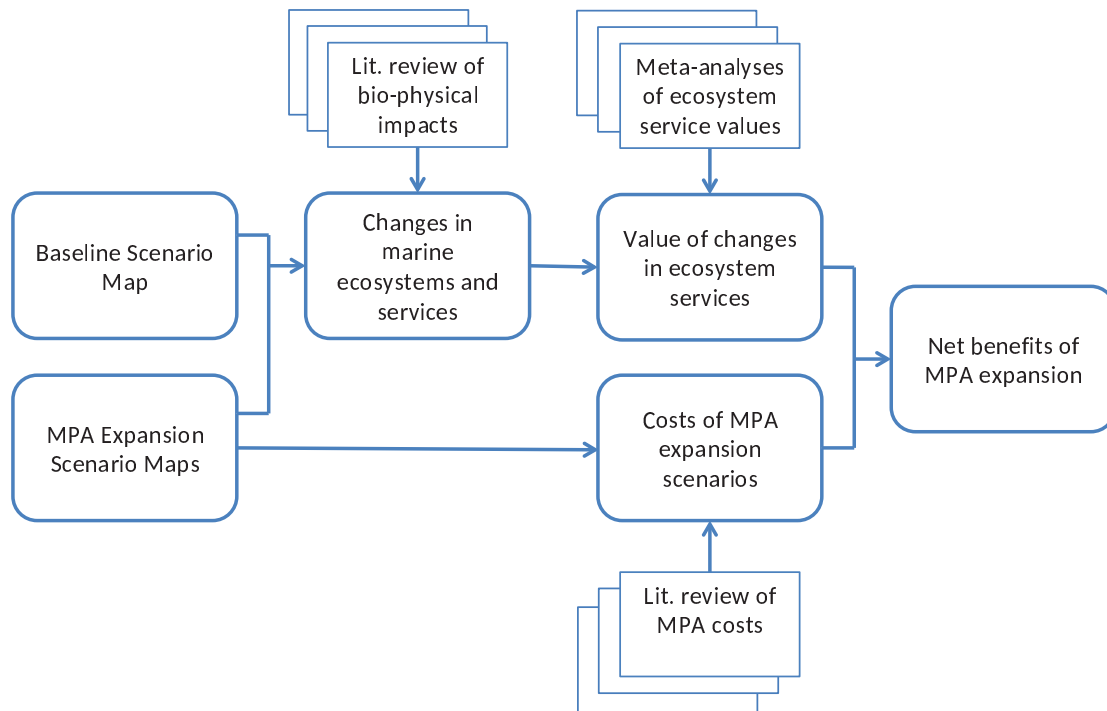 Lit. review of
bio-physical
impacts
Meta-analyses
of ecosystem
service values
Baseline Scenario
Map
Changes in
marine
ecosystems and
services
Value of changes
in ecosystem
services
Net benefits of
MPA expansion
MPA Expansion
Scenario Maps
Costs of MPA
expansion
scenarios
Lit. review of
MPA costs